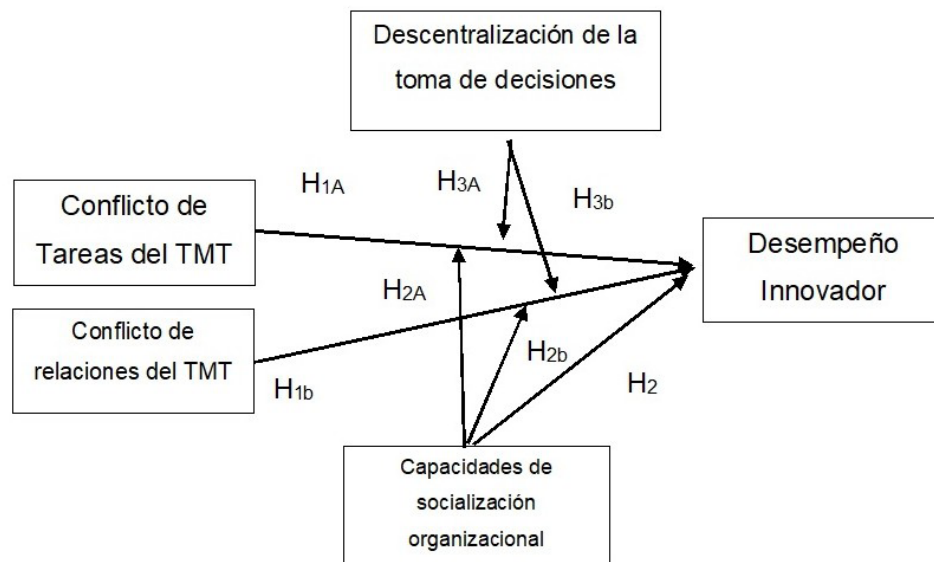 Descentralización de la
toma de decisiones
H1A
H3A
H3b
Conflicto de
Tareas del TMT
Desempeño
Innovador
H2A
Conflicto de
relaciones del TMT
H2b
H1b
H2
Capacidades de
socialización
organizacional